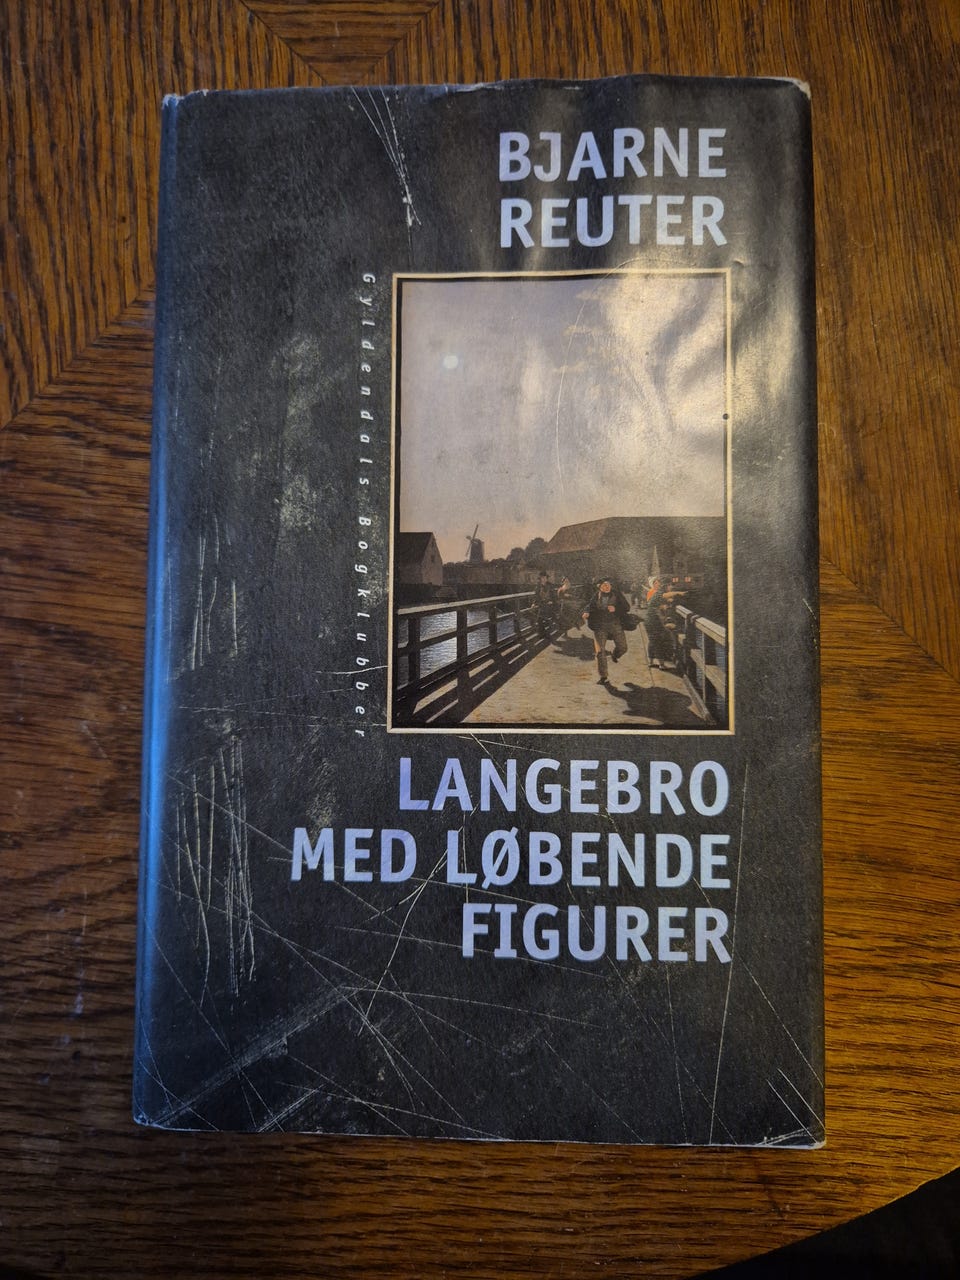 BJARNE
REUTER
Gyldendals Bogklubber
LANGEBRO
MED LØBENDE
FIGURER